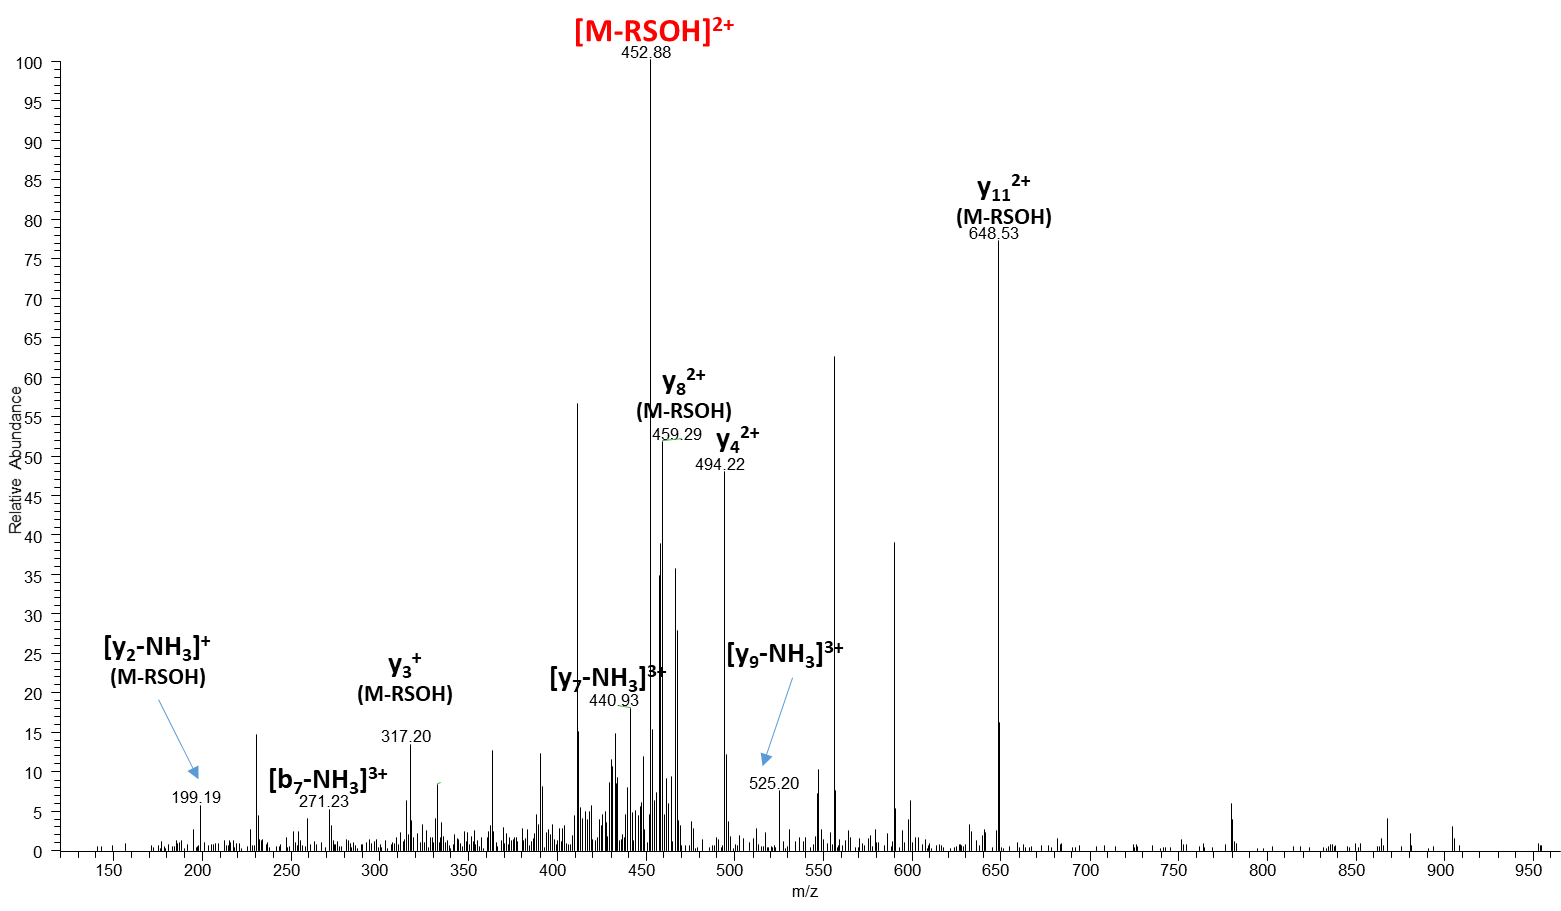 [M-RSOH]²⁺
452.88
y₁₁²⁺
(M-RSOH)
648.53
y₈²⁺
(M-RSOH)
459.29
y₄²⁺
494.22
[y₂-NH₃]⁺
(M-RSOH)
199.19
[b₇-NH₃]³⁺
271.23
y₃⁺
(M-RSOH)
317.20
[y₇-NH₃]³⁺
440.93
[y₉-NH₃]³⁺
525.20
Relative Abundance
100
95
90
85
80
75
70
65
60
55
50
45
40
35
30
25
20
15
10
5
0
150 200 250 300 350 400 450 500 550 600 650 700 750 800 850 900 950
m/z